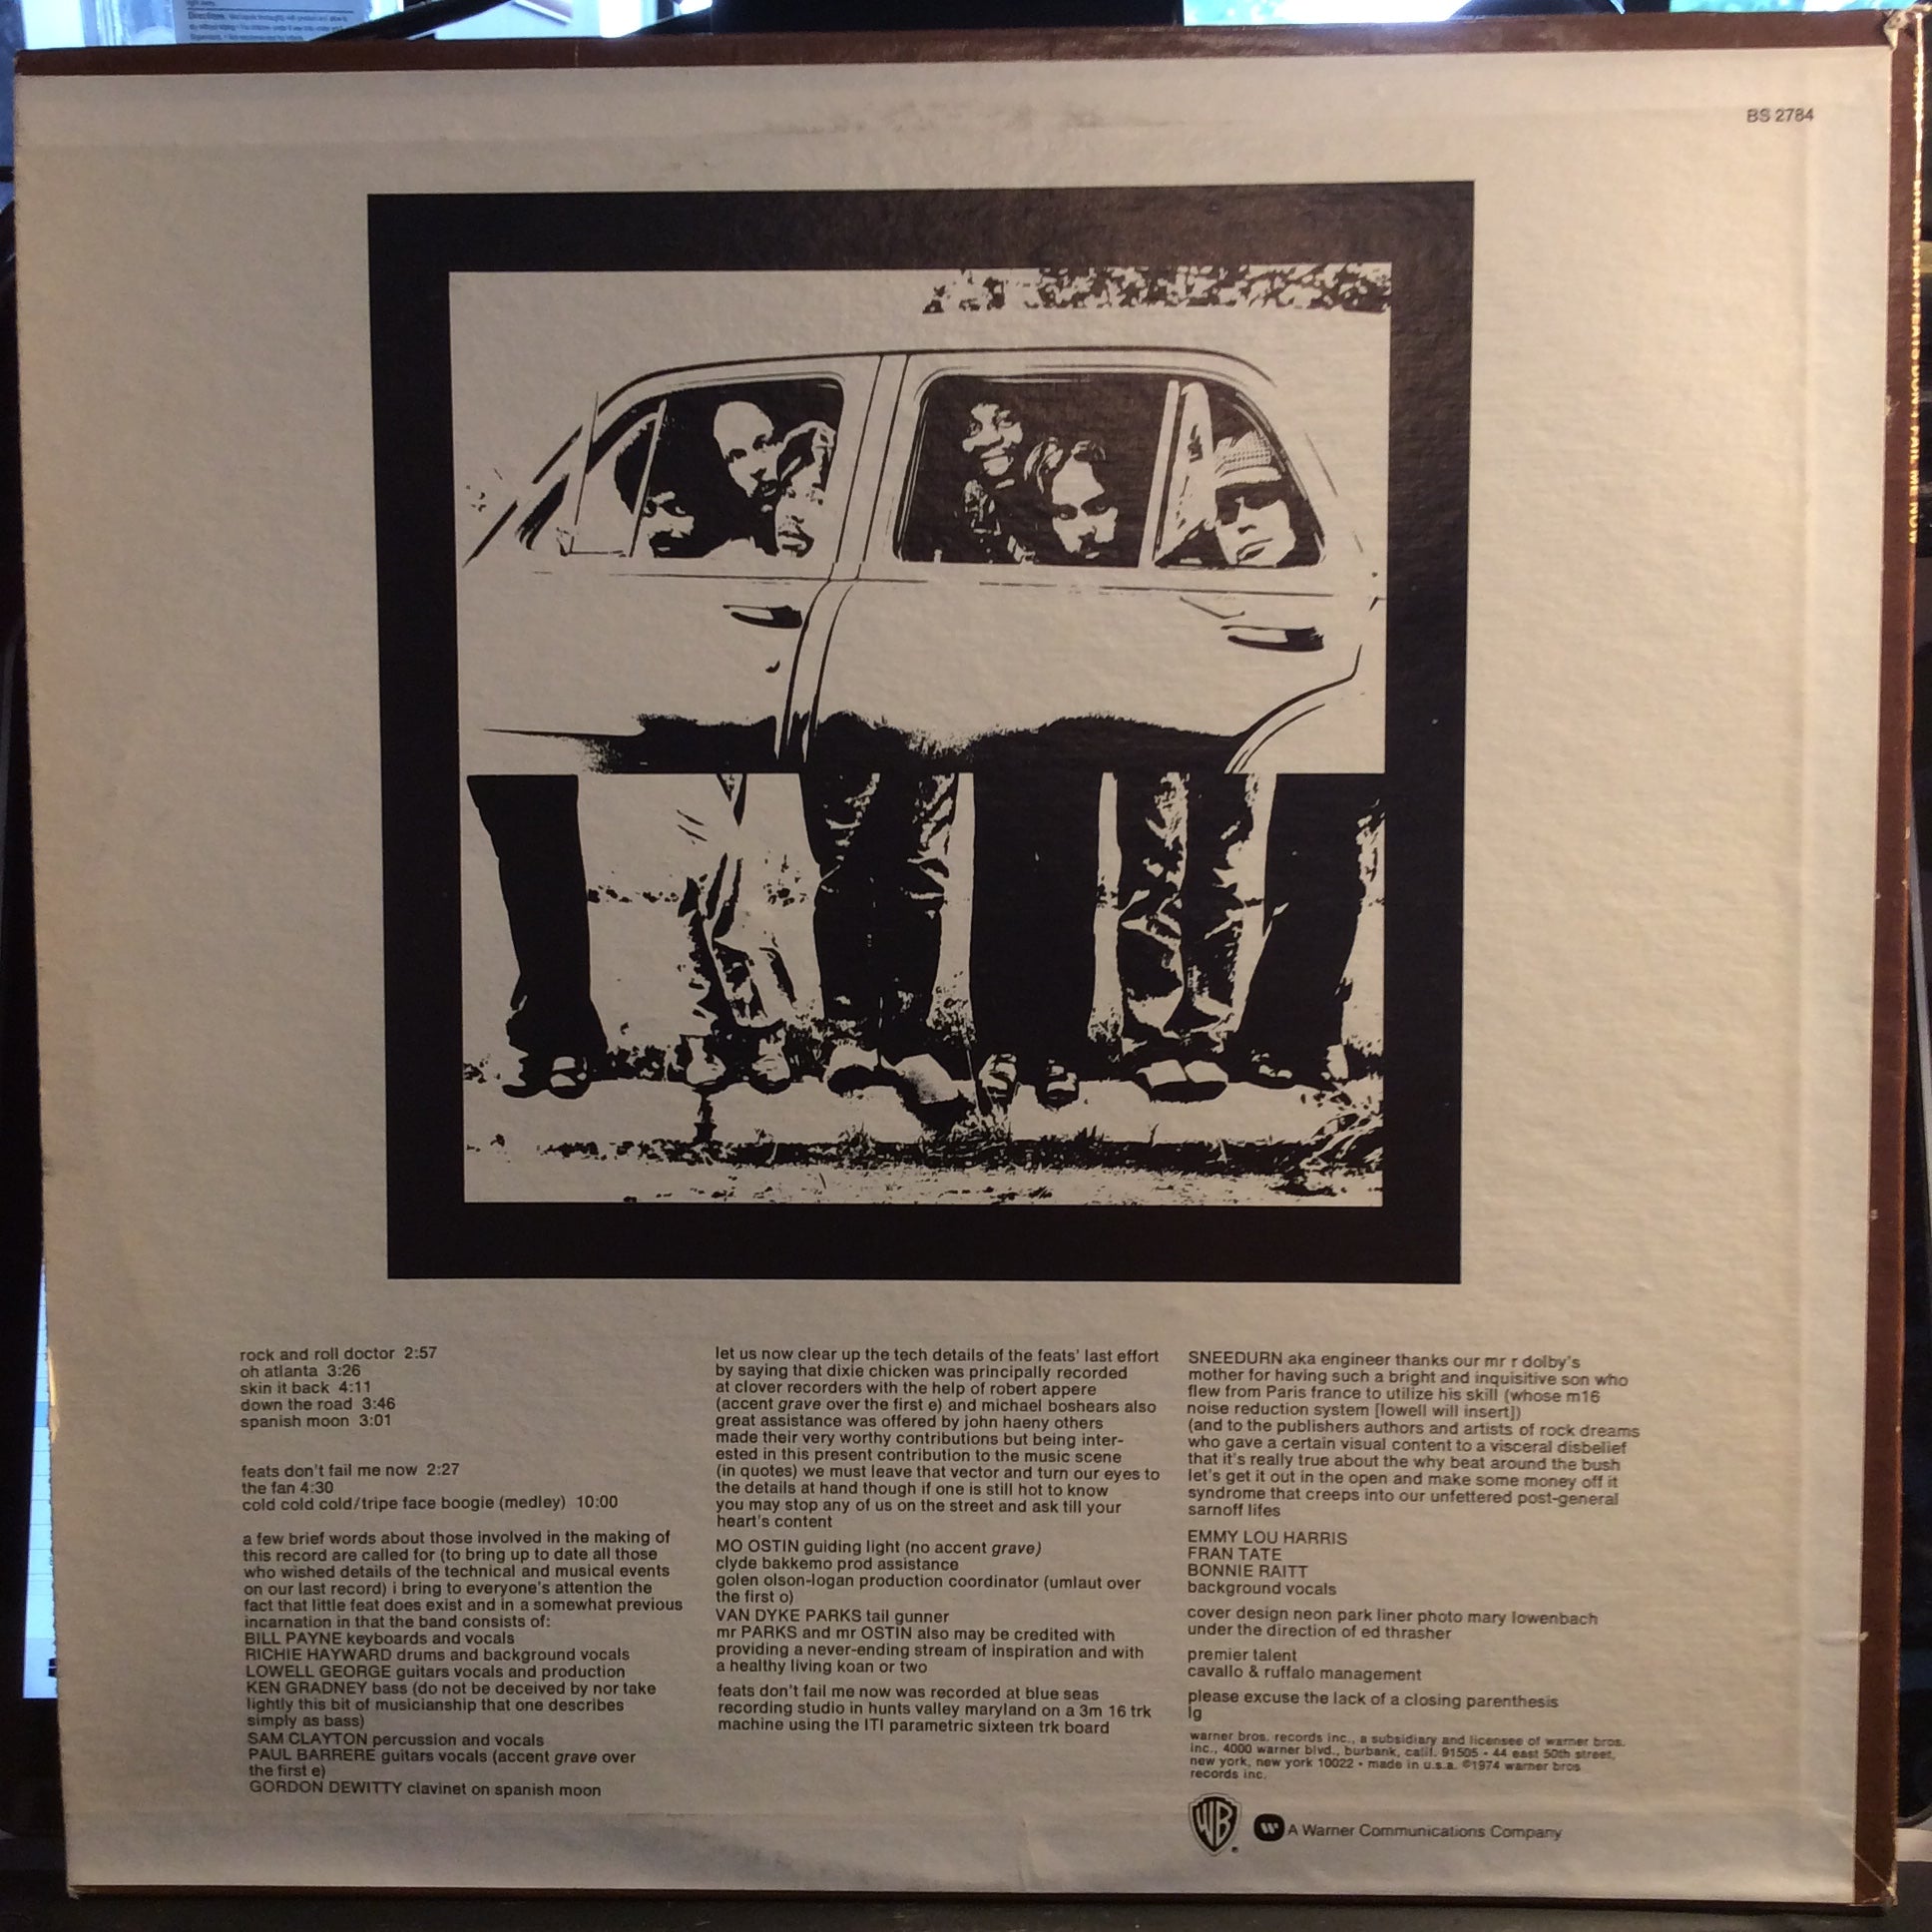 BS 2784
rock and roll doctor 2:57
oh atlanta 3:26
skin it back 4:11
down the road 3:46
spanish moon 3:01
feats don't fail me now 2:27
the fan 4:30
cold cold cold/tripe face boogie (medley) 10:00
a few brief words about those involved in the making of
this record are called for (to bring up to date all those
who wished details of the technical and musical events
on our last record) i bring to everyone's attention the
fact that little feat does exist and in a somewhat previous
incarnation in that the band consists of:
BILL PAYNE keyboards and vocals
RICHIE HAYWARD drums and background vocals
LOWELL GEORGE guitars vocals and production
KEN GRADNEY bass (do not be deceived by nor take
lightly this bit of musicianship that one describes
simply as bass)
SAM CLAYTON percussion and vocals
PAUL BARRERE guitars vocals (accent grave over
the first e)
GORDON DEWITTY clavinet on spanish moon
let us now clear up the tech details of the feats' last effort
by saying that dixie chicken was principally recorded
at clover recorders with the help of robert appere
(accent grave over the first e) and michael boshears also
great assistance was offered by john haeny others
made their very worthy contributions but being inter-
ested in this present contribution to the music scene
(in quotes) we must leave that vector and turn our eyes to
the details at hand though if one is still hot to know
you may stop any of us on the street and ask till your
heart's content
MO OSTIN guiding light (no accent grave)
clyde bakkemo prod assistance
golen olson-logan production coordinator (umlaut over
the first o)
VAN DYKE PARKS tail gunner
mr PARKS and mr OSTIN also may be credited with
providing a never-ending stream of inspiration and with
a healthy living koan or two
feats don't fail me now was recorded at blue seas
recording studio in hunts valley maryland on a 3m 16 trk
machine using the ITI parametric sixteen trk board
SNEEDURN aka engineer thanks our mr r dolby's
mother for having such a bright and inquisitive son who
flew from Paris france to utilize his skill (whose m16
noise reduction system [lowell will insert])
(and to the publishers authors and artists of rock dreams
who gave a certain visual content to a visceral disbelief
that it's really true about the why beat around the bush
let's get it out in the open and make some money off it
syndrome that creeps into our unfettered post-general
sarnoff lifes
EMMY LOU HARRIS
FRAN TATE
BONNIE RAITT
background vocals
cover design neon park liner photo mary lowenbach
under the direction of ed thrasher
premier talent
cavallo & ruffalo management
please excuse the lack of a closing parenthesis
lg
warner bros. records inc., a subsidiary and licensee of warner bros.
inc., 4000 warner blvd., burbank, calif. 91505 • 44 east 50th street,
new york, new york 10022 • made in u.s.a. ©1974 warner bros.
records inc.
WB
A Warner Communications Company
FEATS DON'T FAIL ME NOW